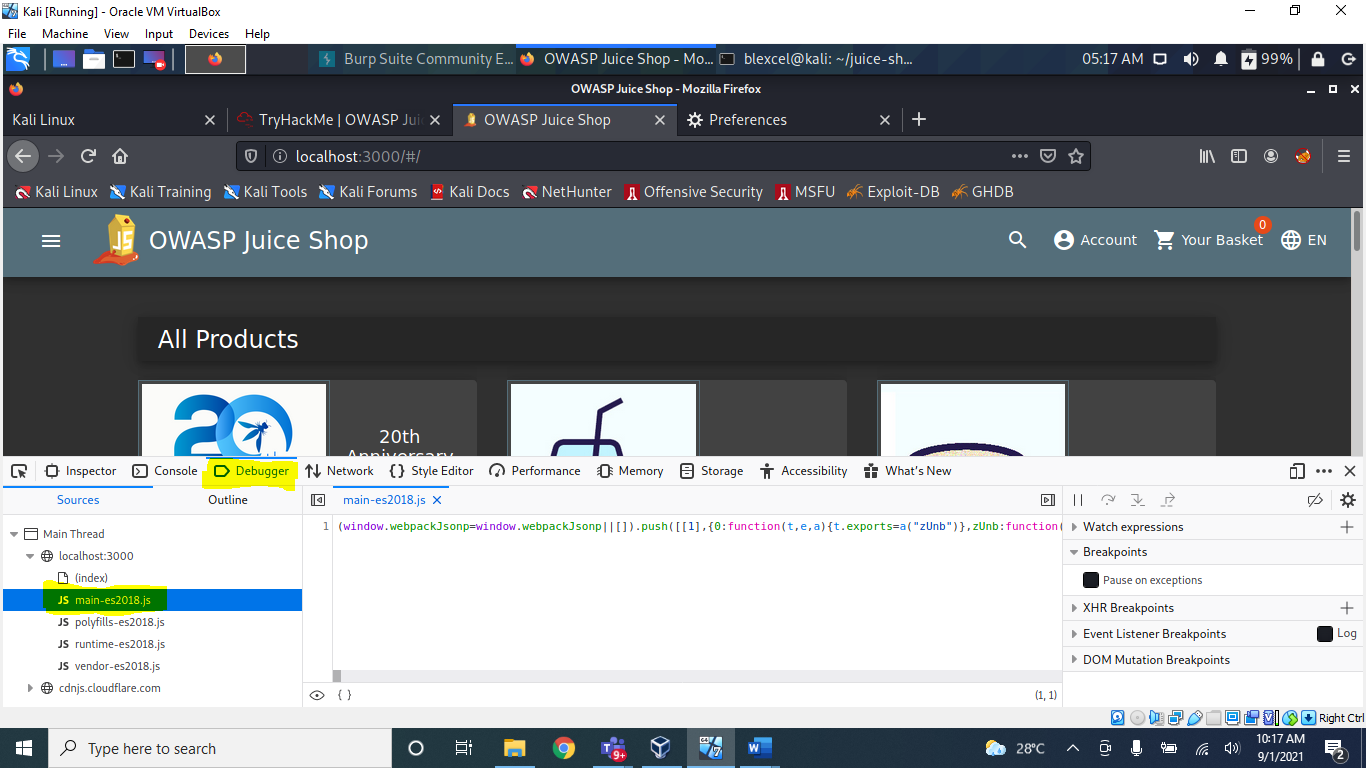 Kali [Running] - Oracle VM VirtualBox
File Machine View Input Devices Help
Burp Suite Community E... OWASP Juice Shop - Mo... blexcel@kali: ~/juice-sh... 05:17 AM 99%
OWASP Juice Shop - Mozilla Firefox
Kali Linux TryHackMe | OWASP Jui OWASP Juice Shop Preferences
localhost:3000/#/
Kali Linux Kali Training Kali Tools Kali Forums Kali Docs NetHunter Offensive Security MSFU Exploit-DB GHDB
JS OWASP Juice Shop Account Your Basket 0 EN
All Products
20
20th
Anniversary
Inspector Console Debugger Network Style Editor Performance Memory Storage Accessibility What's New
Sources Outline main-es2018.js
1 (window.webpackJsonp=window.webpackJsonp||[]).push([[1],{0:function(t,e,a){t.exports=a("zUnb")},zUnb:function(
Main Thread
localhost:3000
(index)
JS main-es2018.js
JS polyfills-es2018.js
JS runtime-es2018.js
JS vendor-es2018.js
cdnjs.cloudflare.com
{ } (1, 1)
Watch expressions
Breakpoints
Pause on exceptions
XHR Breakpoints
Event Listener Breakpoints Log
DOM Mutation Breakpoints
Right Ctrl
Type here to search
9+
W
28°C
10:17 AM
9/1/2021
2